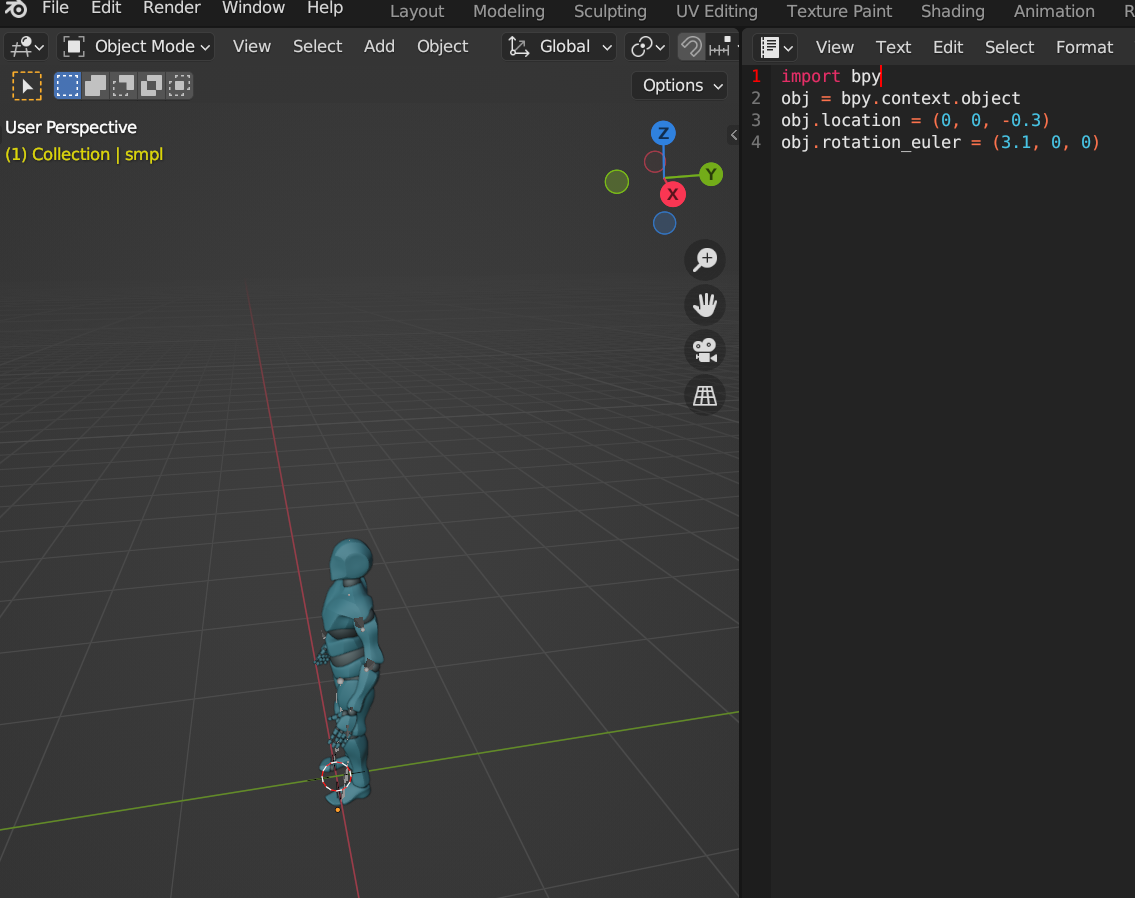 File Edit Render Window Help Layout Modeling Sculpting UV Editing Texture Paint Shading Animation R
Object Mode View Select Add Object Global
Options
User Perspective
(1) Collection | smpl
Z
Y
X
View Text Edit Select Format
1 import bpy
2 obj = bpy.context.object
3 obj.location = (0, 0, -0.3)
4 obj.rotation_euler = (3.1, 0, 0)